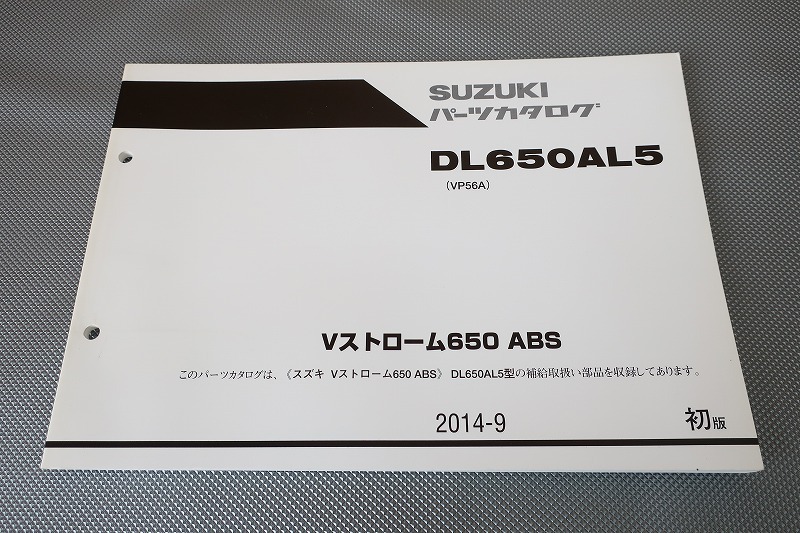 SUZUKI
パーツカタログ
DL650AL5
(VP56A)
Vストローム650 ABS
このパーツカタログは、《スズキ Vストローム650 ABS》 DL650AL5型の補給取扱い部品を収録してあります。
2014-9
初版